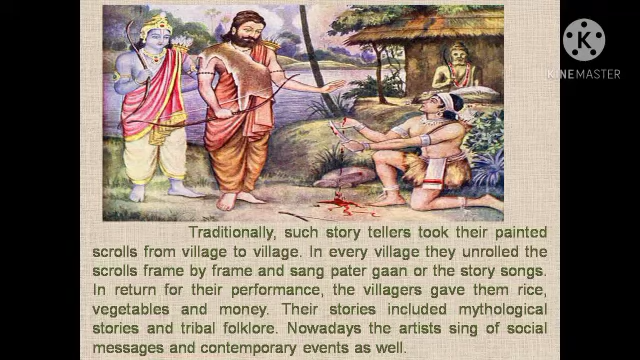 KINEMASTER
Traditionally, such story tellers took their painted
scrolls from village to village. In every village they unrolled the
scrolls frame by frame and sang pater gaan or the story songs.
In return for their performance, the villagers gave them rice,
vegetables and money. Their stories included mythological
stories and tribal folklore. Nowadays the artists sing of social
messages and contemporary events as well.